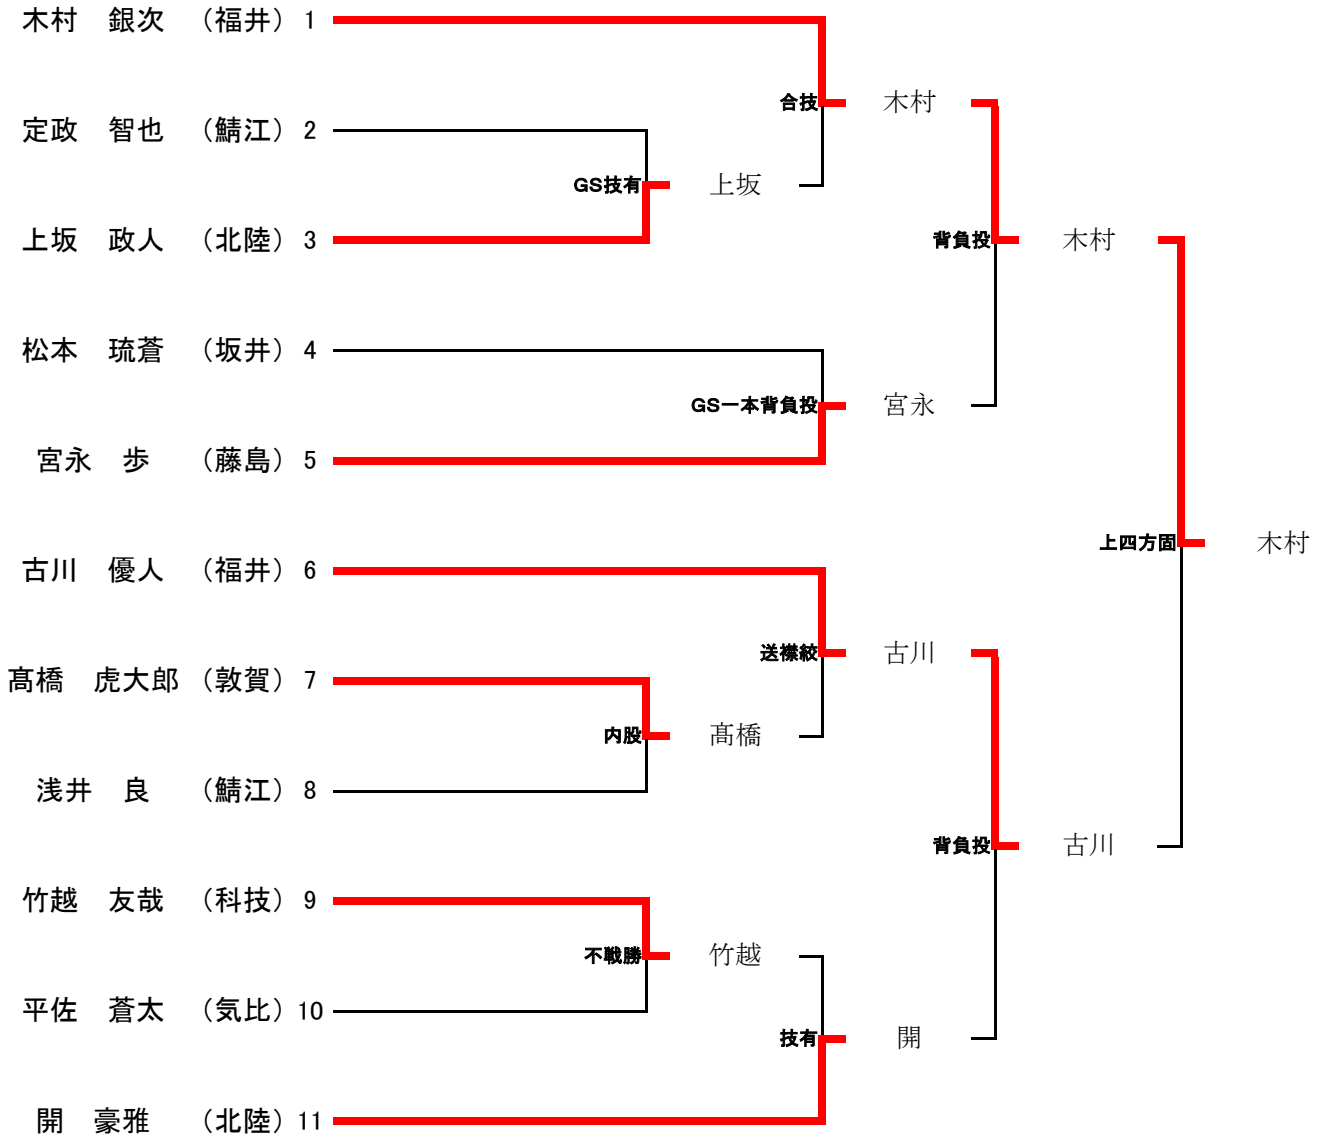 木村　銀次　（福井） 1
合技　木村
定政　智也　（鯖江） 2
GS技有　上坂
上坂　政人　（北陸） 3
背負投　木村
松本　琉蒼　（坂井） 4
GS一本背負投　宮永
宮永　歩　（藤島） 5
上四方固　木村
古川　優人　（福井） 6
送襟絞　古川
髙橋　虎大郎　（敦賀） 7
内股　髙橋
浅井　良　（鯖江） 8
背負投　古川
竹越　友哉　（科技） 9
不戦勝　竹越
平佐　蒼太　（気比） 10
技有　開
開　豪雅　（北陸） 11